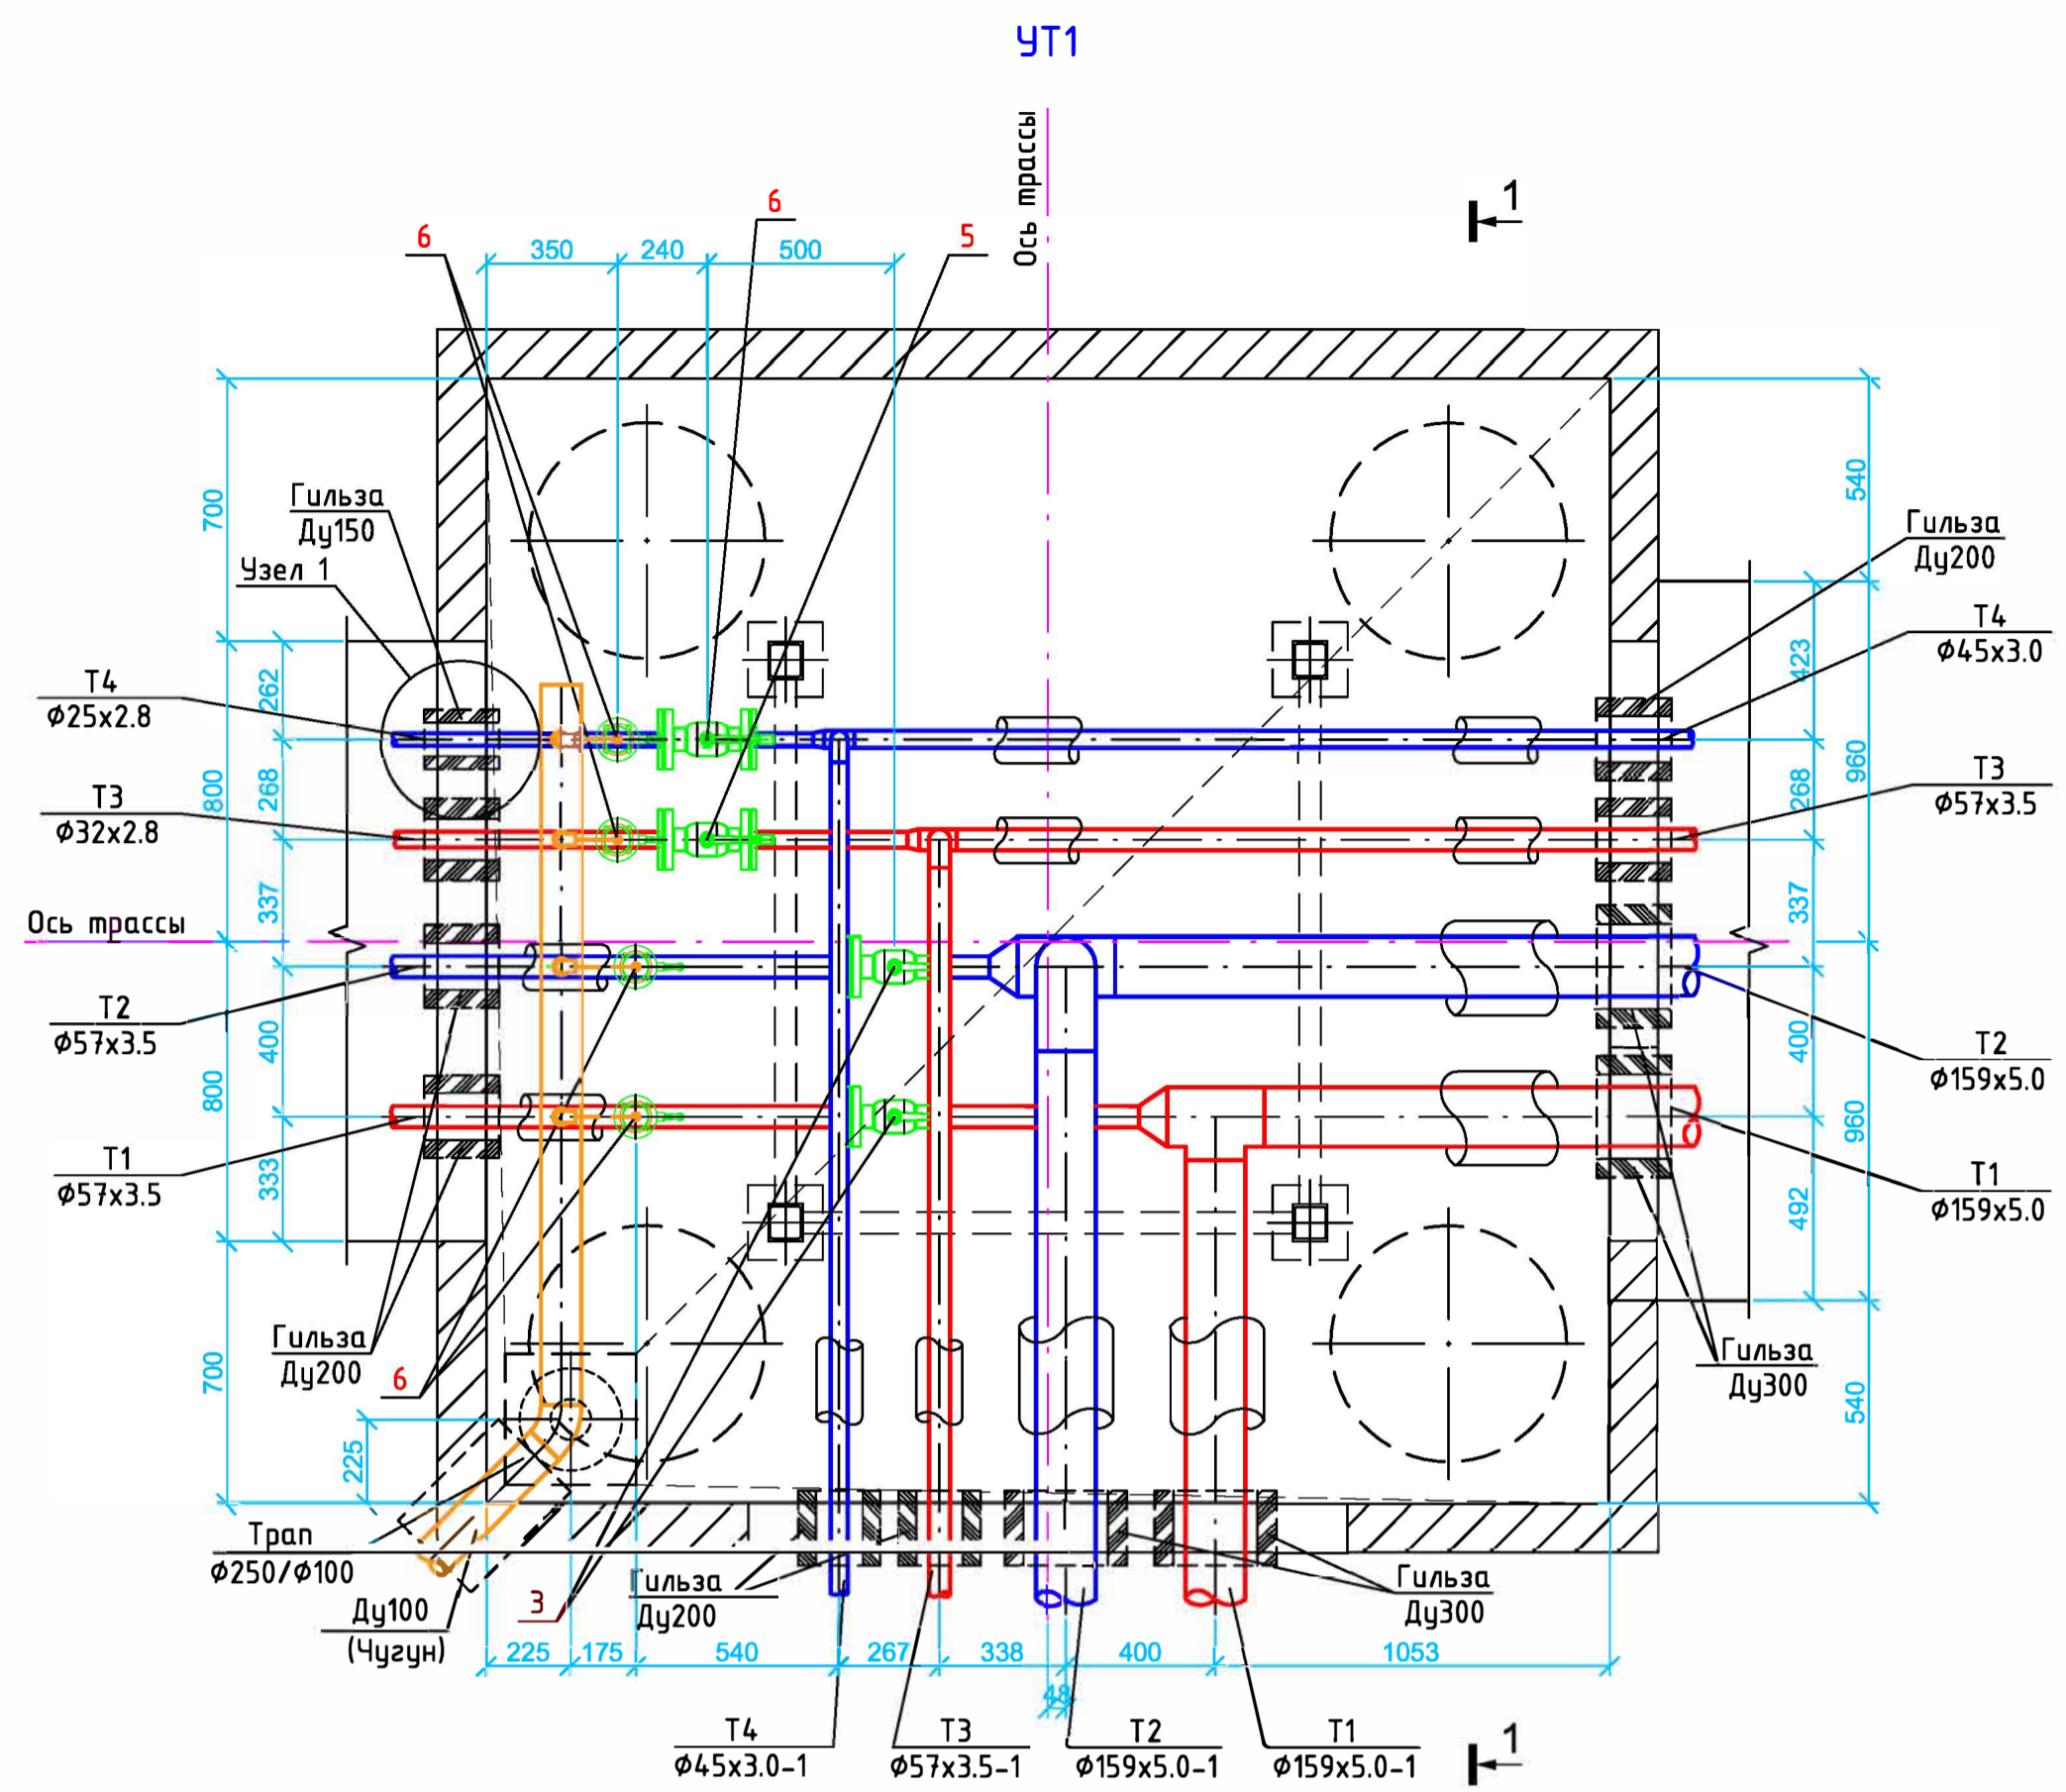 УТ1
Ось трассы
1
6
6
5
350
240
500
700
540
Гильза
Ду150
Узел 1
Гильза
Ду200
262
423
Т4
Ф25х2.8
Т4
Ф45х3.0
800
268
960
268
Т3
Ф32х2.8
Т3
Ф57х3.5
337
337
Ось трассы
Т2
Ф57х3.5
400
400
Т2
Ф159х5.0
800
960
Т1
Ф57х3.5
333
492
Т1
Ф159х5.0
Гильза
Ду200
6
Гильза
Ду300
700
540
225
Трап
Ф250/Ф100
Ду100
(Чугун)
3
Гильза
Ду200
Гильза
Ду300
225
175
540
267
338
400
1053
48
Т4
Ф45х3.0-1
Т3
Ф57х3.5-1
Т2
Ф159х5.0-1
Т1
Ф159х5.0-1
1